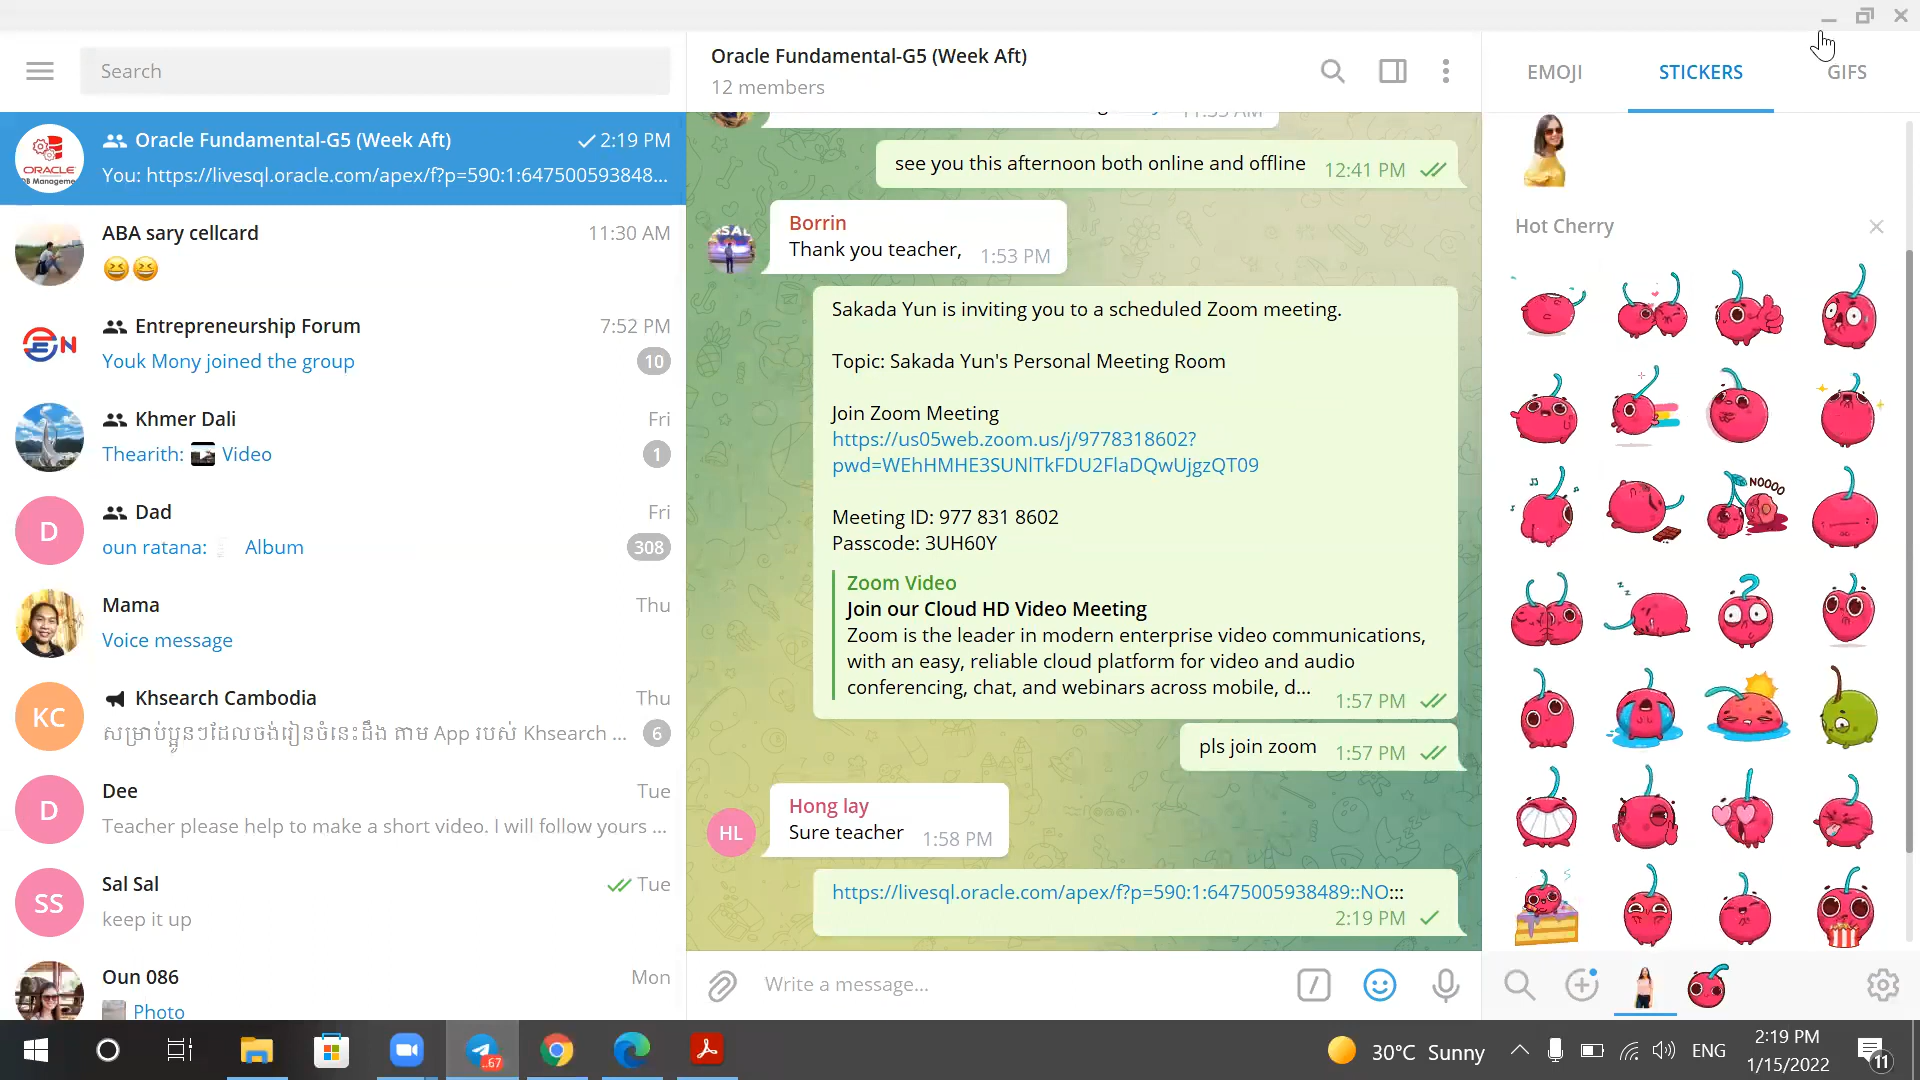 Search
Oracle Fundamental-G5 (Week Aft)
2:19 PM
You: https://livesql.oracle.com/apex/f?p=590:1:647500593848...
ORACLE
DB Manageme
ABA sary cellcard
11:30 AM
Entrepreneurship Forum
7:52 PM
Youk Mony joined the group
10
EN
Khmer Dali
Fri
Thearith: Video
1
D
Dad
Fri
oun ratana: Album
308
Mama
Thu
Voice message
KC
Khsearch Cambodia
Thu
សម្រាប់ប្អូនៗដែលចង់រៀនចំនេះដឹង តាម App របស់ Khsearch ...
6
D
Dee
Tue
Teacher please help to make a short video. I will follow yours ...
SS
Sal Sal
Tue
keep it up
Oun 086
Mon
Photo
Oracle Fundamental-G5 (Week Aft)
12 members
see you this afternoon both online and offline
12:41 PM
Borrin
Thank you teacher,
1:53 PM
Sakada Yun is inviting you to a scheduled Zoom meeting.
Topic: Sakada Yun's Personal Meeting Room
Join Zoom Meeting
https://us05web.zoom.us/j/9778318602?
pwd=WEhHMHE3SUNlTkFDU2FlaDQwUjgzQT09
Meeting ID: 977 831 8602
Passcode: 3UH60Y
Zoom Video
Join our Cloud HD Video Meeting
Zoom is the leader in modern enterprise video communications,
with an easy, reliable cloud platform for video and audio
conferencing, chat, and webinars across mobile, d...
1:57 PM
pls join zoom
1:57 PM
HL
Hong lay
Sure teacher
1:58 PM
https://livesql.oracle.com/apex/f?p=590:1:6475005938489::NO:::
2:19 PM
Write a message...
EMOJI
STICKERS
GIFS
Hot Cherry
NOOOO
..67
30°C Sunny
ENG
2:19 PM
1/15/2022
11